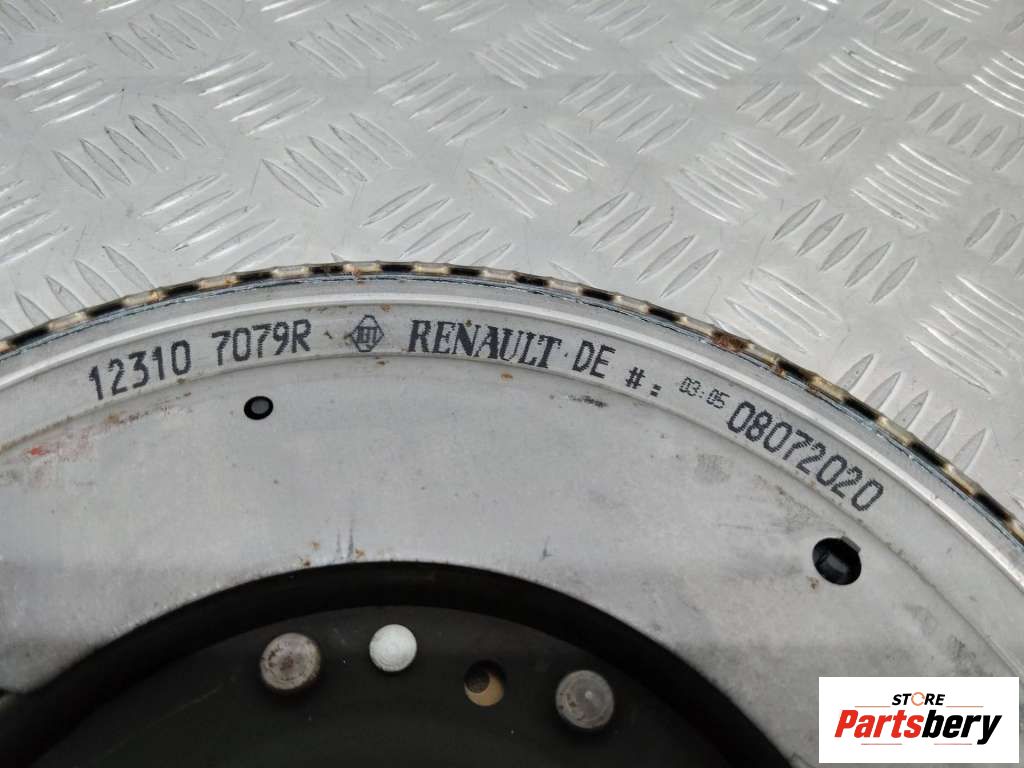 12310 7079R RENAULT DE #: 03:05 08072020
STORE
Partsbery